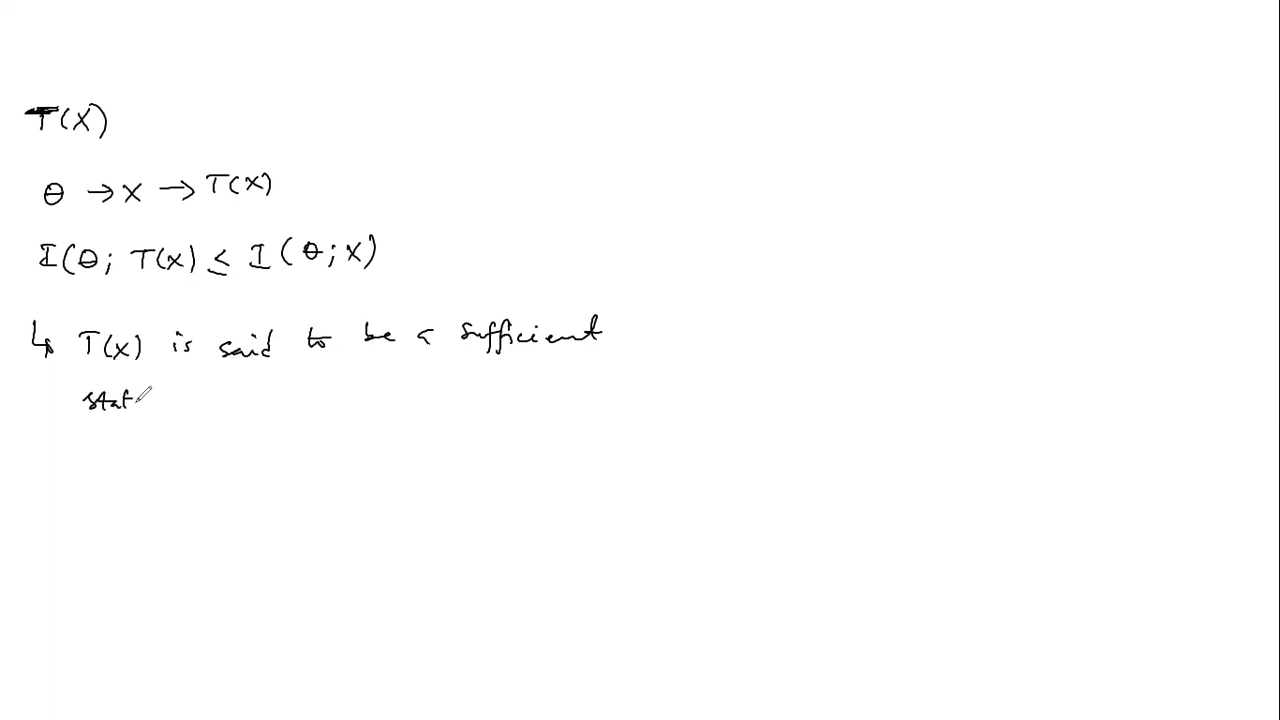 T(X)
θ → X → T(X)
I(θ; T(X) ≤ I(θ; X)
↳ T(X) is said to be a sufficient
stat